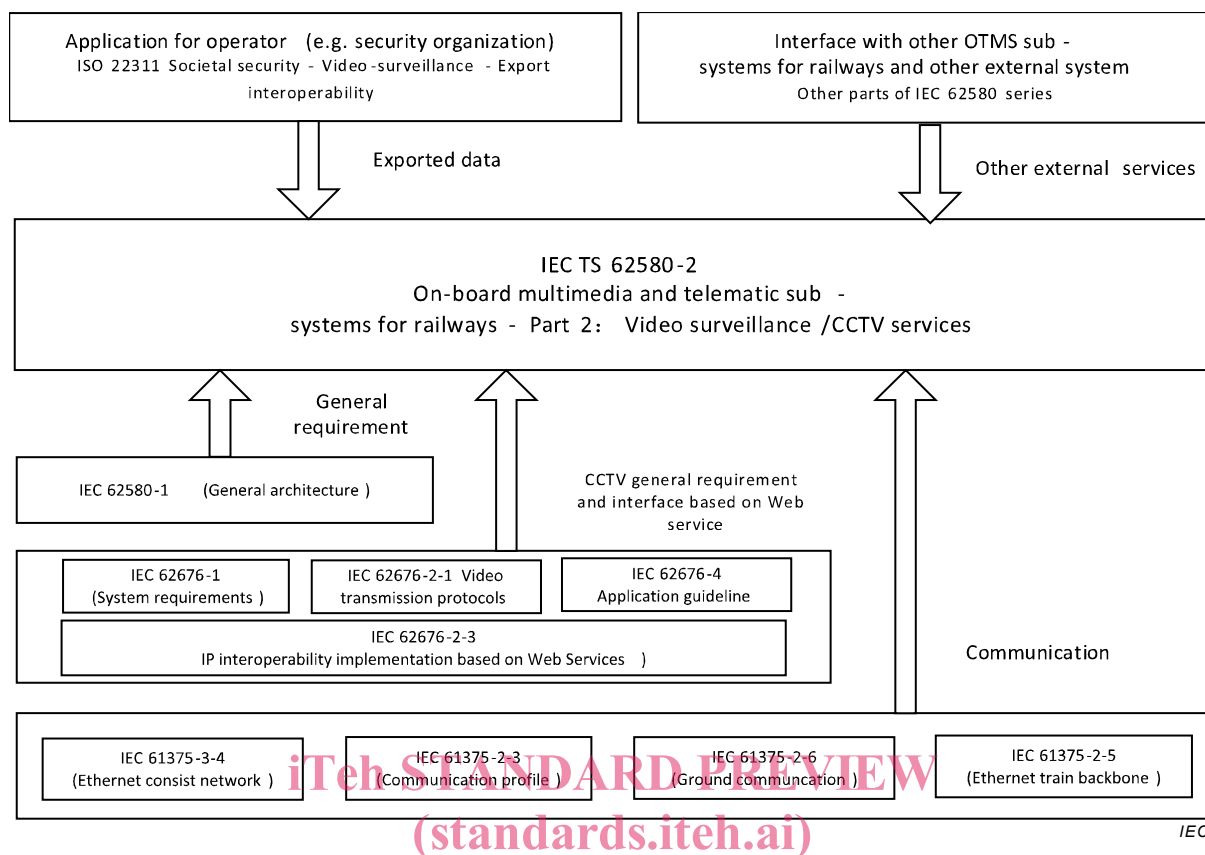 Application for operator (e.g. security organization)
ISO 22311 Societal security - Video-surveillance - Export
interoperability
Interface with other OTMS sub -
systems for railways and other external system
Other parts of IEC 62580 series
Exported data
Other external services
IEC TS 62580-2
On-board multimedia and telematic sub -
systems for railways - Part 2： Video surveillance /CCTV services
General
requirement
IEC 62580-1 (General architecture )
CCTV general requirement
and interface based on Web
service
IEC 62676-1
(System requirements )
IEC 62676-2-1 Video
transmission protocols
IEC 62676-4
Application guideline
IEC 62676-2-3
IP interoperability implementation based on Web Services )
Communication
IEC 61375-3-4
(Ethernet consist network )
IEC 61375-2-3
(Communication profile )
IEC 61375-2-6
(Ground communcation )
IEC 61375-2-5
(Ethernet train backbone )
iTeh STANDARD PREVIEW
(standards.iteh.ai)
IEC